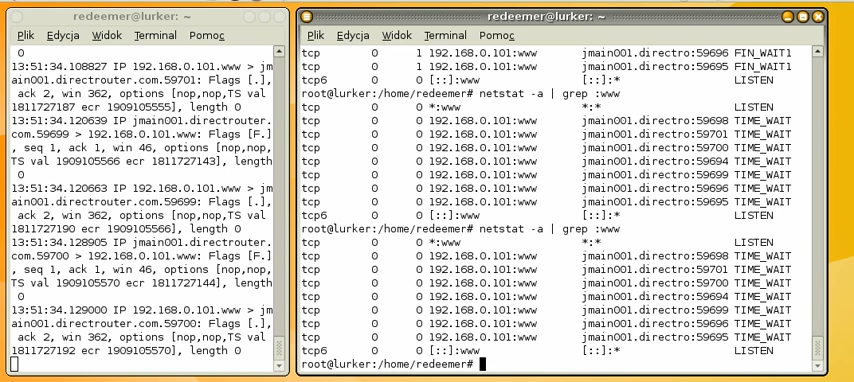 redeemer@lurker: ~
Plik Edycja Widok Terminal Pomoc
0
13:51:34.108827 IP 192.168.0.101.www > jm
ain001.directrouter.com.59701: Flags [.],
 ack 2, win 362, options [nop,nop,TS val
1811727187 ecr 1909105555], length 0
13:51:34.120639 IP jmain001.directrouter.
com.59699 > 192.168.0.101.www: Flags [F.]
, seq 1, ack 1, win 46, options [nop,nop,
TS val 1909105566 ecr 1811727143], length
 0
13:51:34.120663 IP 192.168.0.101.www > jm
ain001.directrouter.com.59699: Flags [.],
 ack 2, win 362, options [nop,nop,TS val
1811727190 ecr 1909105566], length 0
13:51:34.128905 IP jmain001.directrouter.
com.59700 > 192.168.0.101.www: Flags [F.]
, seq 1, ack 1, win 46, options [nop,nop,
TS val 1909105570 ecr 1811727144], length
 0
13:51:34.129000 IP 192.168.0.101.www > jm
ain001.directrouter.com.59700: Flags [.],
 ack 2, win 362, options [nop,nop,TS val
1811727192 ecr 1909105570], length 0
redeemer@lurker: ~
Plik Edycja Widok Terminal Pomoc
tcp 0 1 192.168.0.101:www jmain001.directro:59696 FIN_WAIT1
tcp 0 1 192.168.0.101:www jmain001.directro:59695 FIN_WAIT1
tcp6 0 0 [::]:www [::]:* LISTEN
root@lurker:/home/redeemer# netstat -a | grep :www
tcp 0 0 *:www *:* LISTEN
tcp 0 0 192.168.0.101:www jmain001.directro:59698 TIME_WAIT
tcp 0 0 192.168.0.101:www jmain001.directro:59701 TIME_WAIT
tcp 0 0 192.168.0.101:www jmain001.directro:59700 TIME_WAIT
tcp 0 0 192.168.0.101:www jmain001.directro:59694 TIME_WAIT
tcp 0 0 192.168.0.101:www jmain001.directro:59699 TIME_WAIT
tcp 0 0 192.168.0.101:www jmain001.directro:59696 TIME_WAIT
tcp 0 0 192.168.0.101:www jmain001.directro:59695 TIME_WAIT
tcp6 0 0 [::]:www [::]:* LISTEN
root@lurker:/home/redeemer# netstat -a | grep :www
tcp 0 0 *:www *:* LISTEN
tcp 0 0 192.168.0.101:www jmain001.directro:59698 TIME_WAIT
tcp 0 0 192.168.0.101:www jmain001.directro:59701 TIME_WAIT
tcp 0 0 192.168.0.101:www jmain001.directro:59700 TIME_WAIT
tcp 0 0 192.168.0.101:www jmain001.directro:59694 TIME_WAIT
tcp 0 0 192.168.0.101:www jmain001.directro:59699 TIME_WAIT
tcp 0 0 192.168.0.101:www jmain001.directro:59696 TIME_WAIT
tcp 0 0 192.168.0.101:www jmain001.directro:59695 TIME_WAIT
tcp6 0 0 [::]:www [::]:* LISTEN
root@lurker:/home/redeemer#